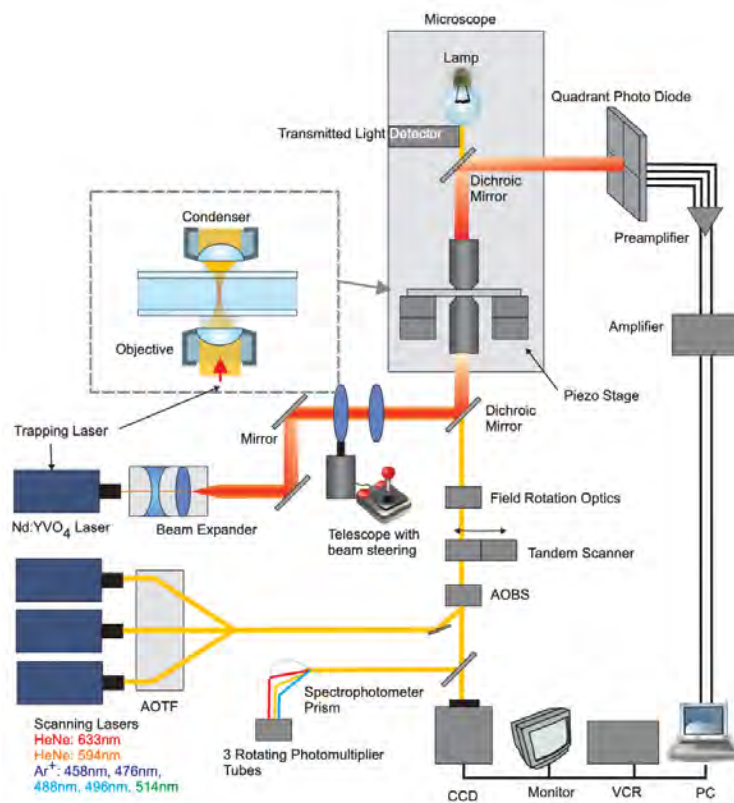 Microscope
Lamp
Quadrant Photo Diode
Transmitted Light Detector
Dichroic
Mirror
Condenser
Preamplifier
Amplifier
Objective
Piezo Stage
Trapping Laser
Mirror
Dichroic
Mirror
Nd:YVO4 Laser
Beam Expander
Field Rotation Optics
Telescope with
beam steering
Tandem Scanner
AOBS
AOTF
Spectrophotometer
Prism
Scanning Lasers
HeNe: 633nm
HeNe: 594nm
Ar+: 458nm, 476nm,
488nm, 496nm, 514nm
3 Rotating Photomultiplier
Tubes
CCD
Monitor
VCR
PC